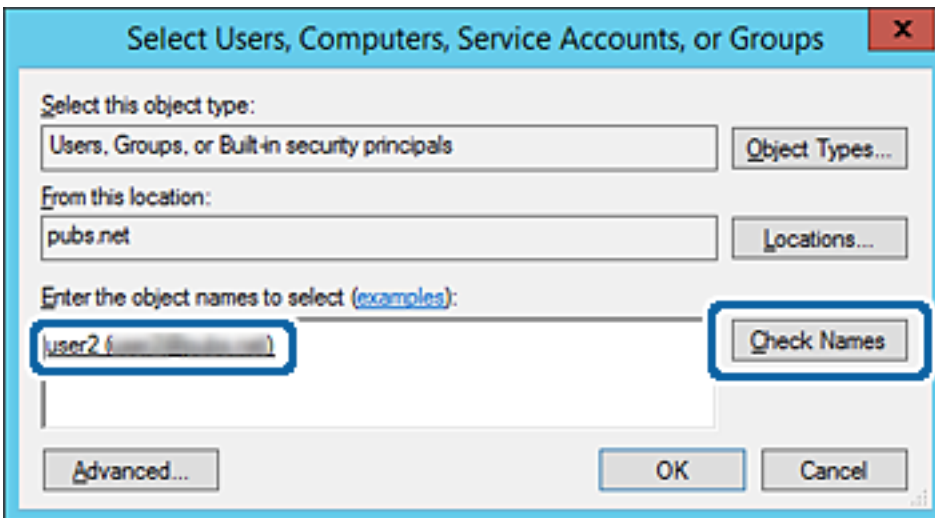 Select Users, Computers, Service Accounts, or Groups
x
Select this object type:
Users, Groups, or Built-in security principals
Object Types...
From this location:
pubs.net
Locations...
Enter the object names to select (examples):
user2 (
)
Check Names
Advanced...
OK
Cancel